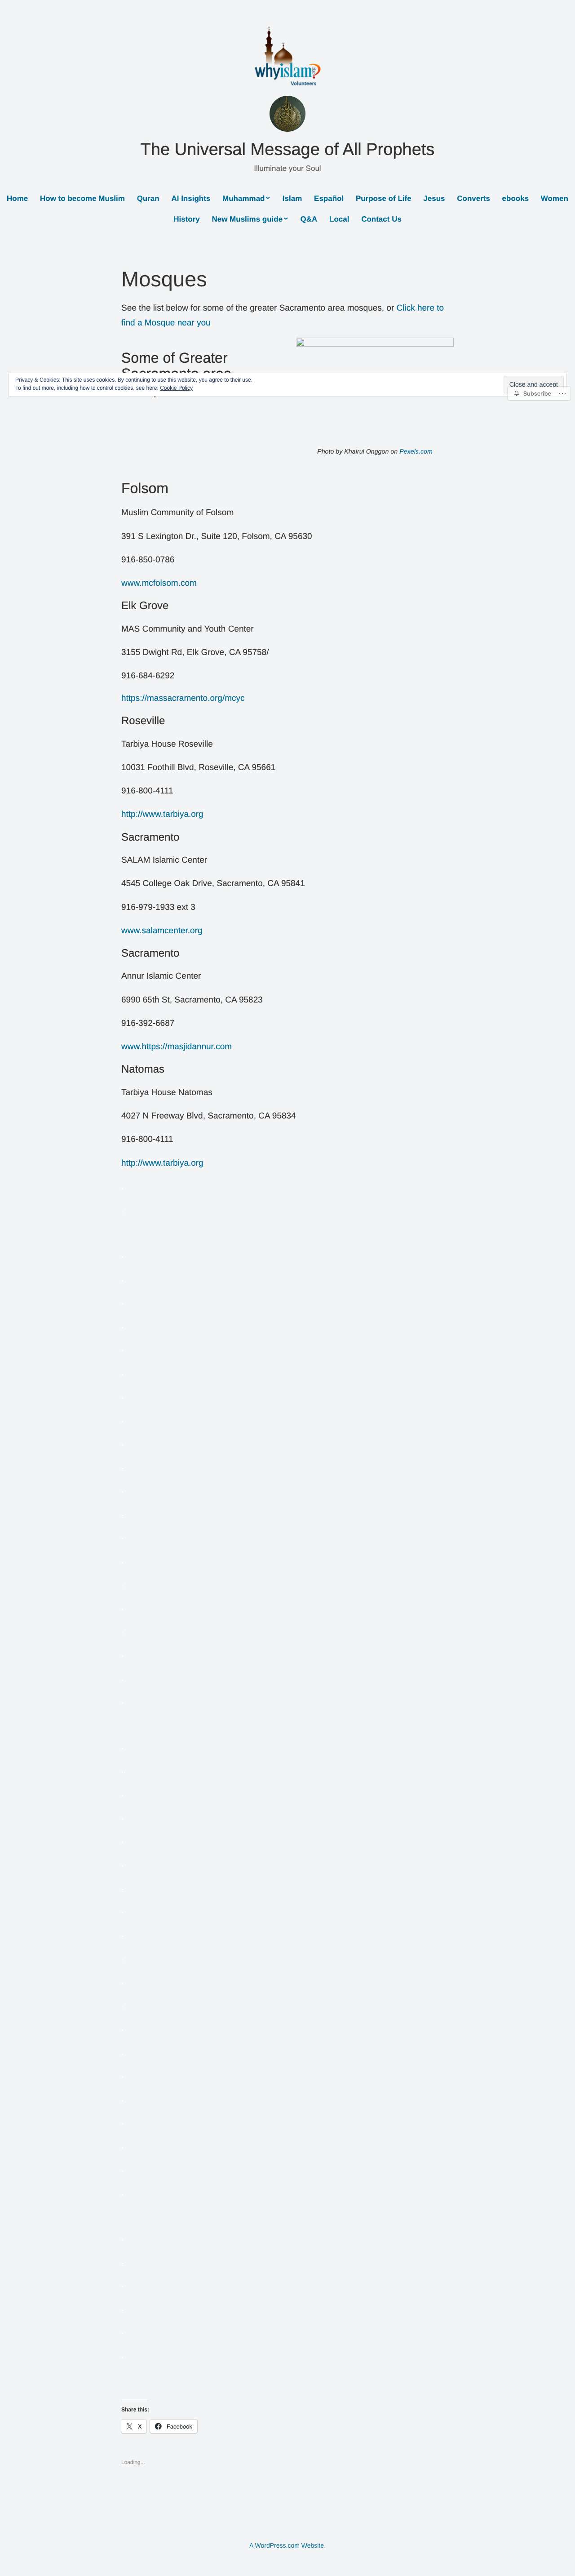 whyislam?
Volunteers
The Universal Message of All Prophets
Illuminate your Soul
Home How to become Muslim Quran AI Insights Muhammad Islam Español Purpose of Life Jesus Converts ebooks Women
History New Muslims guide Q&A Local Contact Us
Mosques
See the list below for some of the greater Sacramento area mosques, or Click here to
find a Mosque near you
Some of Greater
Sacramento area
Privacy & Cookies: This site uses cookies. By continuing to use this website, you agree to their use.
To find out more, including how to control cookies, see here: Cookie Policy
Close and accept
Subscribe
Photo by Khairul Onggon on Pexels.com
Folsom
Muslim Community of Folsom
391 S Lexington Dr., Suite 120, Folsom, CA 95630
916-850-0786
www.mcfolsom.com
Elk Grove
MAS Community and Youth Center
3155 Dwight Rd, Elk Grove, CA 95758/
916-684-6292
https://massacramento.org/mcyc
Roseville
Tarbiya House Roseville
10031 Foothill Blvd, Roseville, CA 95661
916-800-4111
http://www.tarbiya.org
Sacramento
SALAM Islamic Center
4545 College Oak Drive, Sacramento, CA 95841
916-979-1933 ext 3
www.salamcenter.org
Sacramento
Annur Islamic Center
6990 65th St, Sacramento, CA 95823
916-392-6687
www.https://masjidannur.com
Natomas
Tarbiya House Natomas
4027 N Freeway Blvd, Sacramento, CA 95834
916-800-4111
http://www.tarbiya.org
Share this:
X Facebook
Loading...
A WordPress.com Website.